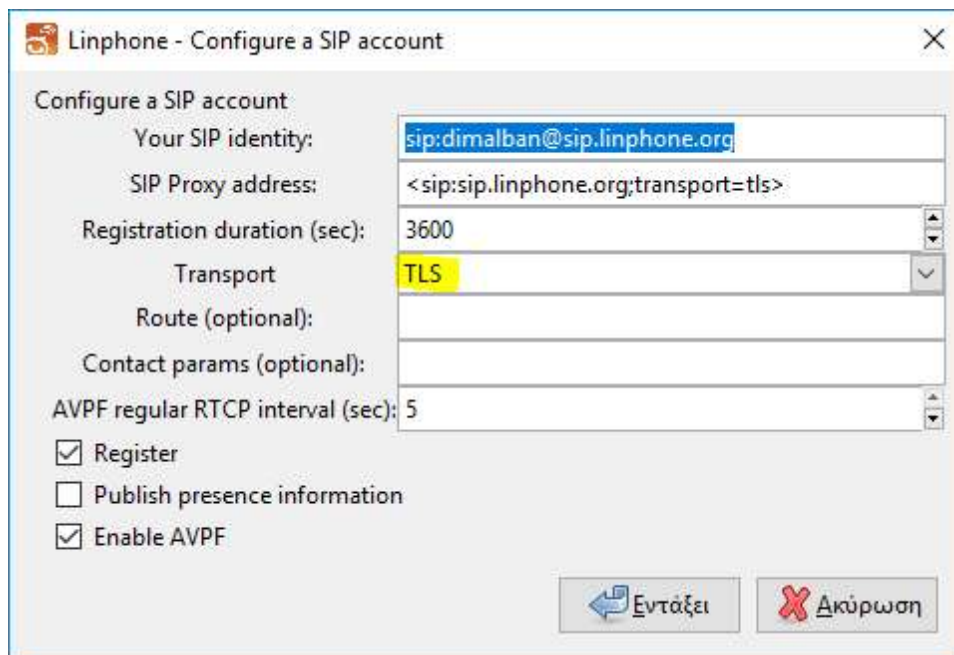 Linphone - Configure a SIP account
Configure a SIP account
Your SIP identity: sip:dimalban@sip.linphone.org
SIP Proxy address: <sip:sip.linphone.org;transport=tls>
Registration duration (sec): 3600
Transport TLS
Route (optional):
Contact params (optional):
AVPF regular RTCP interval (sec): 5
Register
Publish presence information
Enable AVPF
Εντάξει Ακύρωση